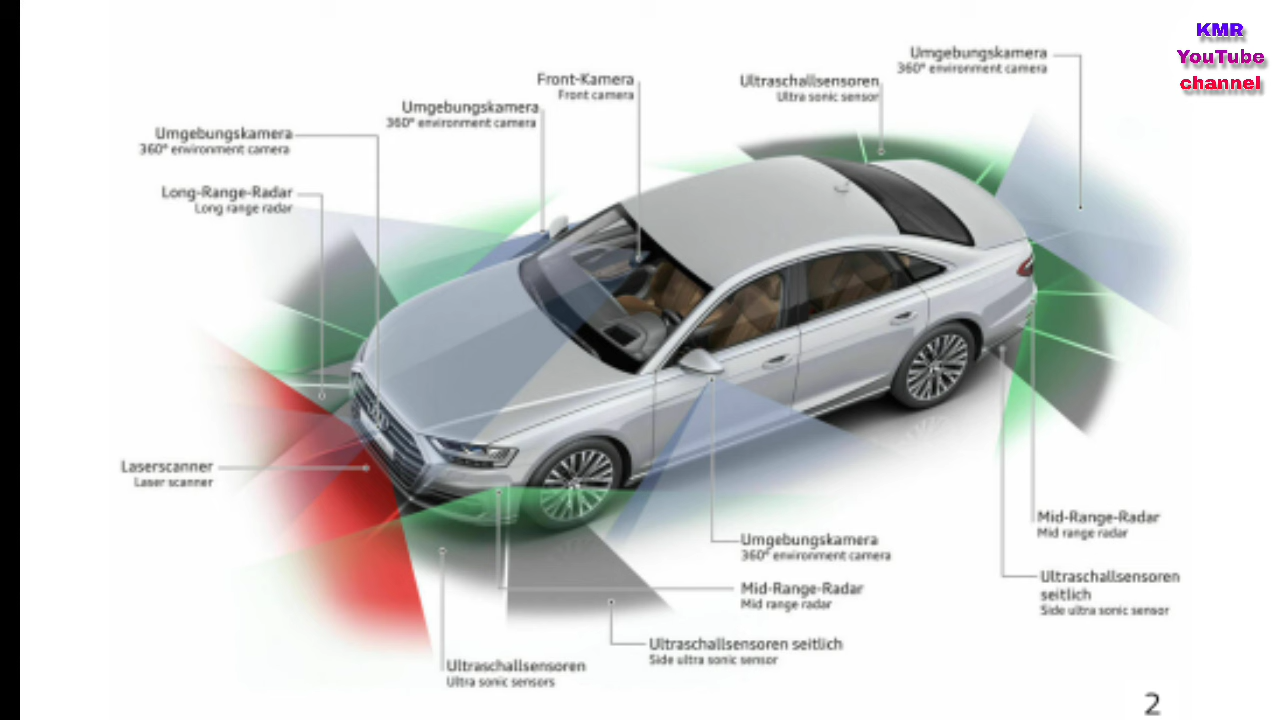 KMR
YouTube
channel
Umgebungskamera
360° environment camera
Front-Kamera
Front camera
Ultraschallsensoren
Ultra sonic sensor
Umgebungskamera
360° environment camera
Umgebungskamera
360° environment camera
Long-Range-Radar
Long range radar
Laserscanner
Laser scanner
Mid-Range-Radar
Mid range radar
Umgebungskamera
360° environment camera
Ultraschallsensoren
seitlich
Side ultra sonic sensor
Mid-Range-Radar
Mid range radar
Ultraschallsensoren seitlich
Side ultra sonic sensor
Ultraschallsensoren
Ultra sonic sensors
2